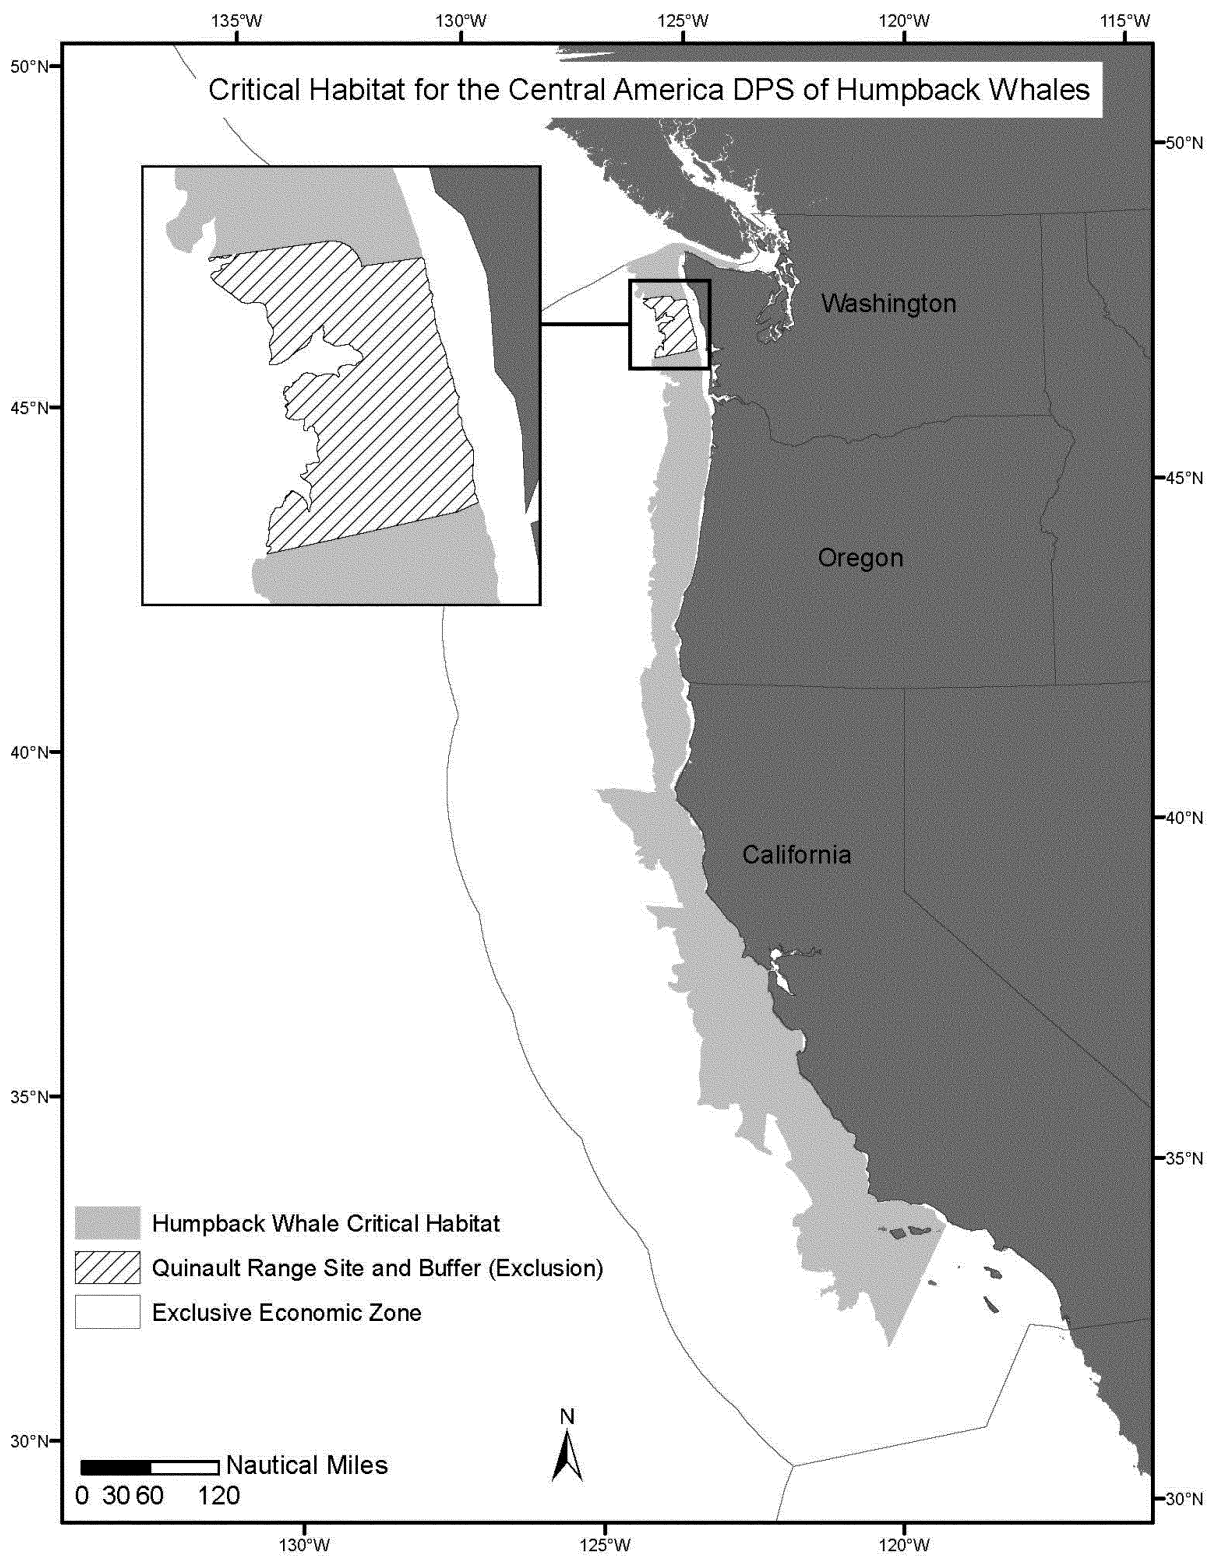 135°W 130°W 125°W 120°W 115°W
50°N
Critical Habitat for the Central America DPS of Humpback Whales
50°N
Washington
45°N
45°N
Oregon
40°N
40°N
California
35°N
35°N
Humpback Whale Critical Habitat
Quinault Range Site and Buffer (Exclusion)
Exclusive Economic Zone
N
30°N
Nautical Miles
0 30 60 120
30°N
130°W 125°W 120°W